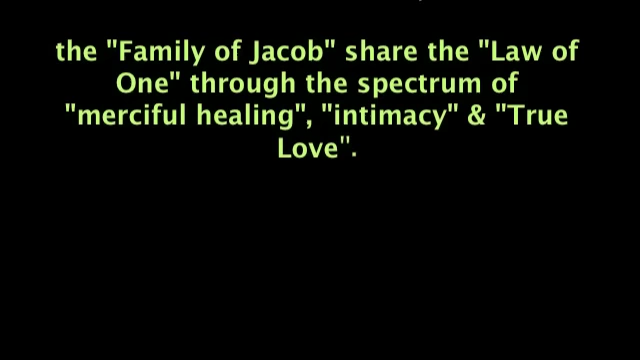 the "Family of Jacob" share the "Law of
One" through the spectrum of
"merciful healing", "intimacy" & "True
Love".